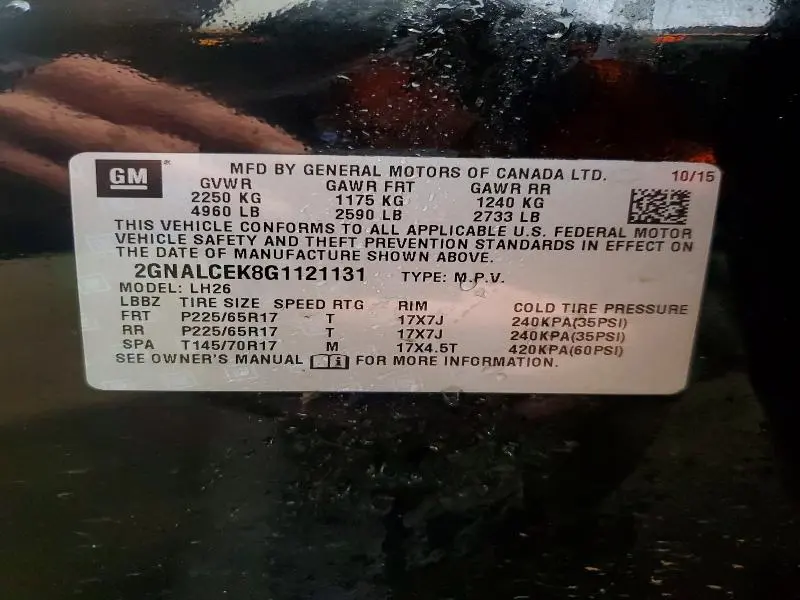 GM MFD BY GENERAL MOTORS OF CANADA LTD. 10/15
GVWR GAWR FRT GAWR RR
2250 KG 1175 KG 1240 KG
4960 LB 2590 LB 2733 LB
THIS VEHICLE CONFORMS TO ALL APPLICABLE U.S. FEDERAL MOTOR
VEHICLE SAFETY AND THEFT PREVENTION STANDARDS IN EFFECT ON
THE DATE OF MANUFACTURE SHOWN ABOVE.
2GNALCEK8G1121131 TYPE: M.P.V.
MODEL: LH26
LBBZ TIRE SIZE SPEED RTG RIM COLD TIRE PRESSURE
FRT P225/65R17 T 17X7J 240KPA(35PSI)
RR P225/65R17 T 17X7J 240KPA(35PSI)
SPA T145/70R17 M 17X4.5T 420KPA(60PSI)
SEE OWNER'S MANUAL FOR MORE INFORMATION.